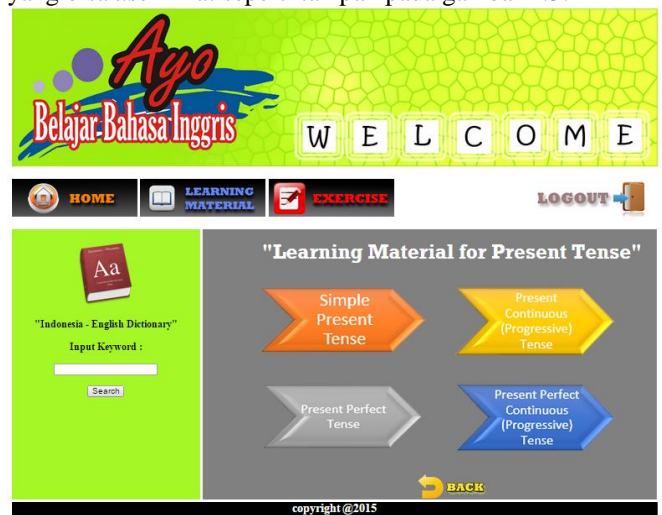 Ayo
Belajar Bahasa Inggris
W E L C O M E
HOME
LEARNING
MATERIAL
EXERCISE
LOGOUT
Aa
"Indonesia - English Dictionary"
Input Keyword :
Search
"Learning Material for Present Tense"
Simple
Present
Tense
Present
Continuous
(Progressive)
Tense
Present Perfect
Tense
Present Perfect
Continuous
(Progressive)
Tense
BACK
copyright @2015